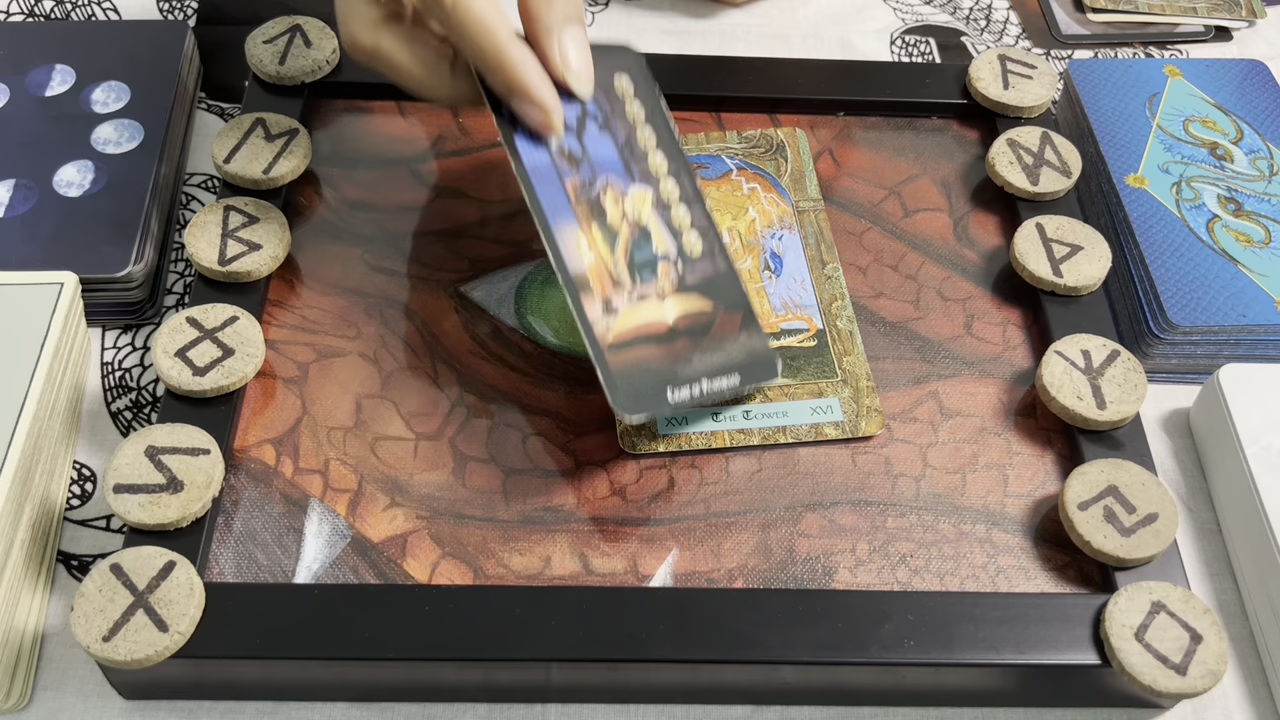 ᛏ
ᚨ
ᛖ
ᛞ
ᛒ
ᚦ
ᛉ
XVI THE TOWER XVI
ᛋ
ᚷ
ᛜ